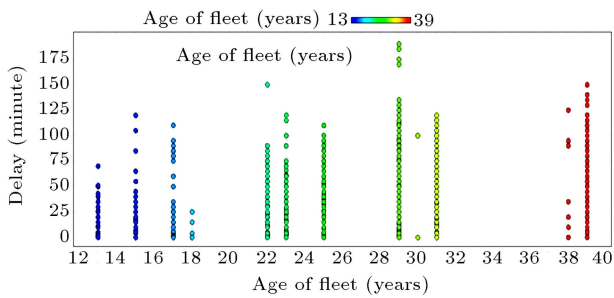 Age of fleet (years) 13 39
Age of fleet (years)
Delay (minute)
175
150
125
100
75
50
25
0
12 14 16 18 20 22 24 26 28 30 32 34 36 38 40
Age of fleet (years)